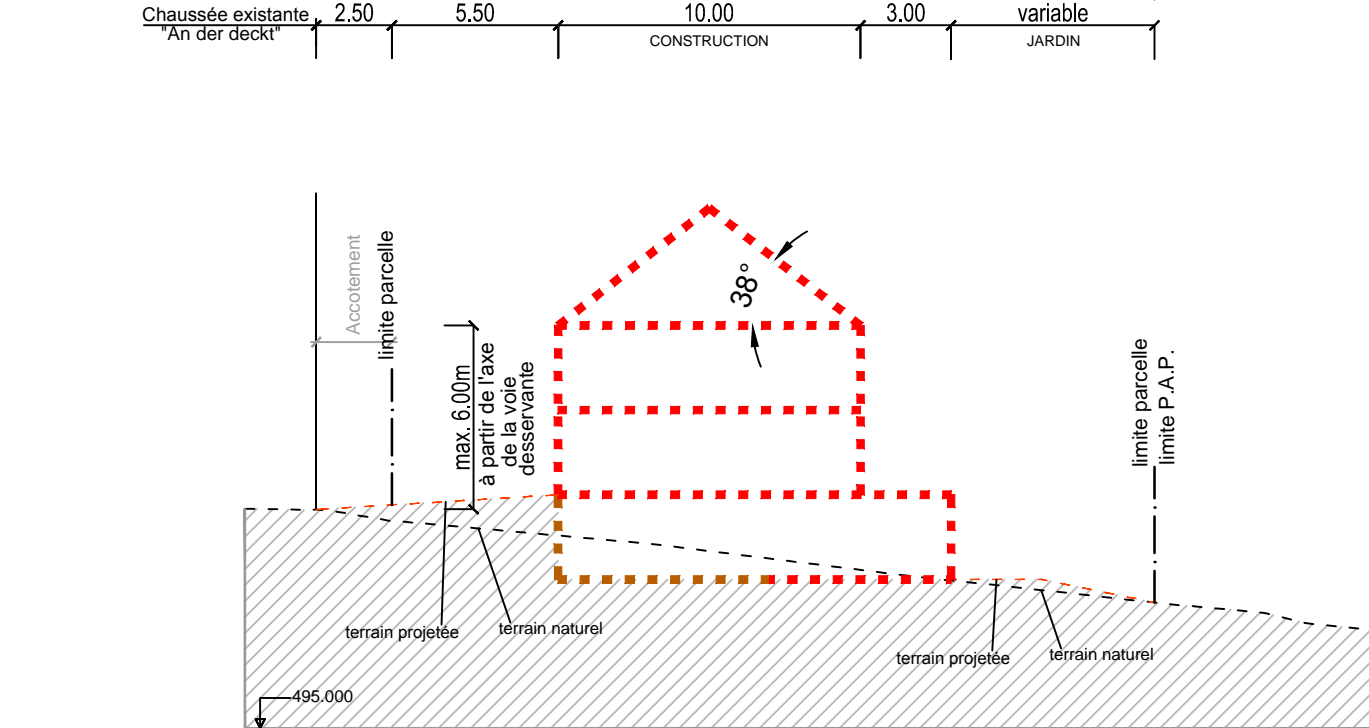 Chaussée existante
"An der deckt"
2.50
5.50
10.00
3.00
variable
CONSTRUCTION
JARDIN
Accotement
limite parcelle
max. 6.00m
à partir de l'axe
de la voie
desservante
38°
limite parcelle
limite P.A.P.
terrain projetée
terrain naturel
terrain projetée
terrain naturel
495.000